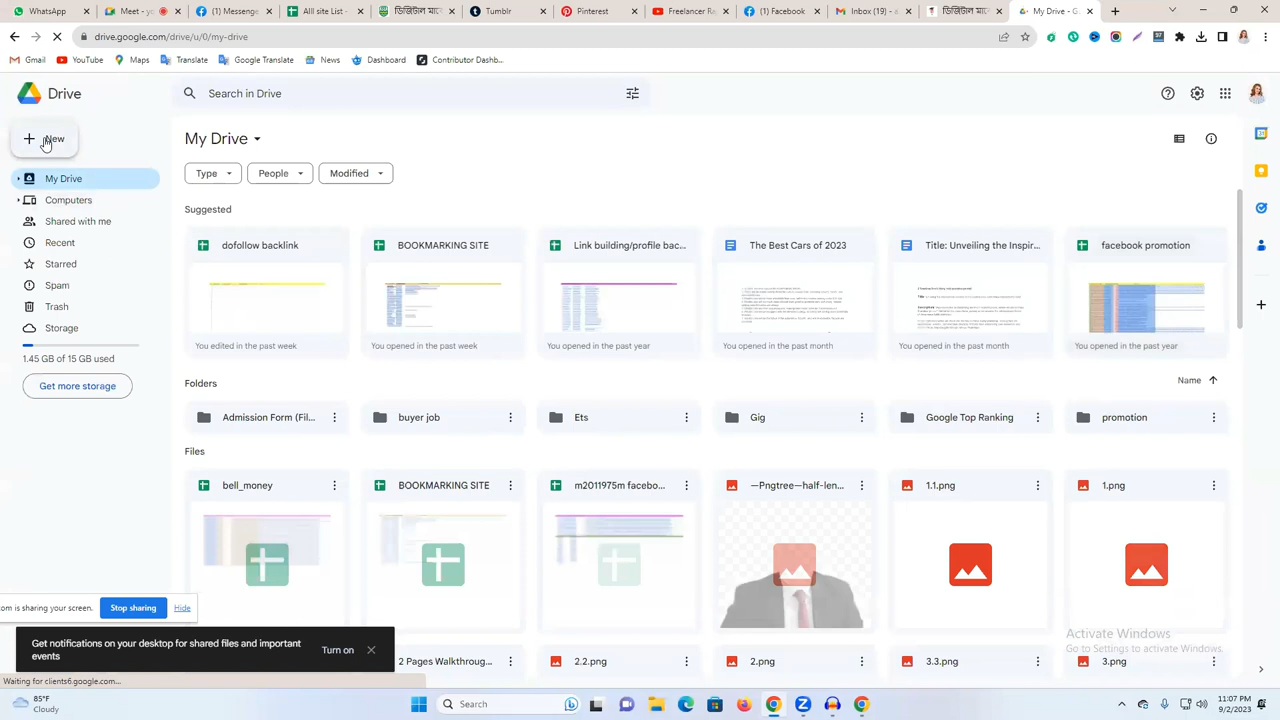 WhatsApp
Meet - yo
(1) Messenge
Alll site List -
Tumblr
Pinterest
Freelancer Ra
(1) Facebook
Inbox (19) - a
My Drive - G
drive.google.com/drive/u/0/my-drive
Gmail
YouTube
Maps
Translate
Google Translate
News
Dashboard
Contributor Dashb...
Drive
Search in Drive
New
My Drive
Computers
Shared with me
Recent
Starred
Spam
Trash
Storage
1.45 GB of 15 GB used
Get more storage
My Drive
Type
People
Modified
Suggested
dofollow backlink
BOOKMARKING SITE
Link building/profile bac...
The Best Cars of 2023
Title: Unveiling the Inspir...
facebook promotion
You edited in the past week
You opened in the past week
You opened in the past year
You opened in the past month
You opened in the past month
You opened in the past year
Folders
Name
Admission Form (Fil...
buyer job
Ets
Gig
Google Top Ranking
promotion
Files
bell_money
BOOKMARKING SITE
m2011975m facebo...
—Pngtree—half-len...
1.1.png
1.png
com is sharing your screen.
Stop sharing
Hide
Get notifications on your desktop for shared files and important
events
Turn on
2 Pages Walkthroug...
2.2.png
2.png
3.3.png
3.png
Activate Windows
Go to Settings to activate Windows.
Waiting for clients6.google.com...
85°F
Cloudy
Search
11:07 PM
9/2/2023